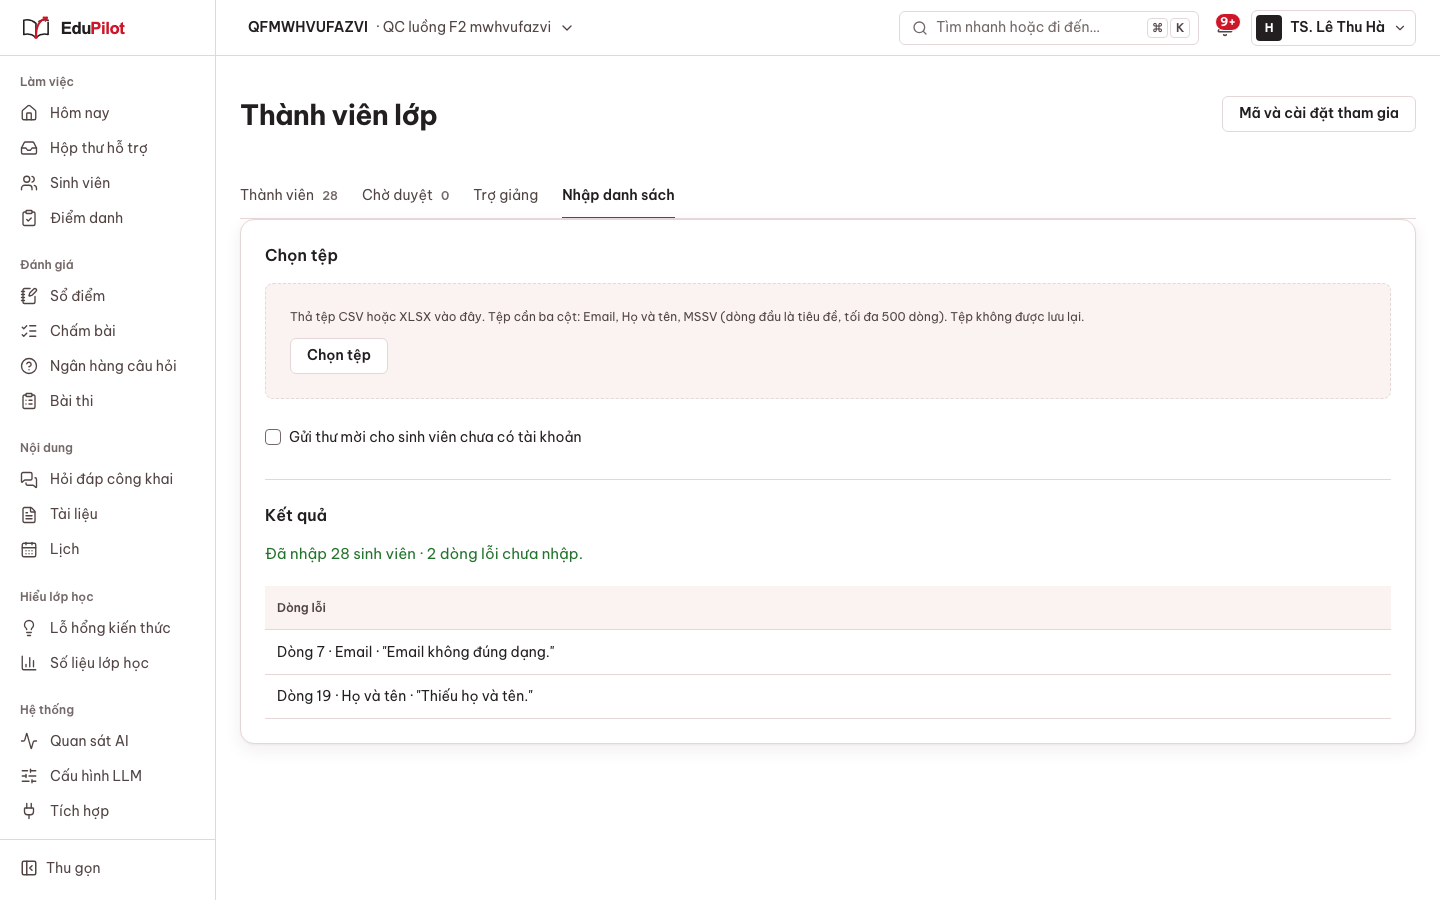 EduPilot
QFMWHVUFAZVI · QC luồng F2 mwhvufazvi
Tìm nhanh hoặc đi đến...
⌘ K
9+
H
TS. Lê Thu Hà
Làm việc
Hôm nay
Hộp thư hỗ trợ
Sinh viên
Điểm danh
Đánh giá
Sổ điểm
Chấm bài
Ngân hàng câu hỏi
Bài thi
Nội dung
Hỏi đáp công khai
Tài liệu
Lịch
Hiểu lớp học
Lỗ hổng kiến thức
Số liệu lớp học
Hệ thống
Quan sát AI
Cấu hình LLM
Tích hợp
Thu gọn
Thành viên lớp
Mã và cài đặt tham gia
Thành viên 28 Chờ duyệt 0 Trợ giảng Nhập danh sách
Chọn tệp
Thả tệp CSV hoặc XLSX vào đây. Tệp cần ba cột: Email, Họ và tên, MSSV (dòng đầu là tiêu đề, tối đa 500 dòng). Tệp không được lưu lại.
Chọn tệp
Gửi thư mời cho sinh viên chưa có tài khoản
Kết quả
Đã nhập 28 sinh viên · 2 dòng lỗi chưa nhập.
Dòng lỗi
Dòng 7 · Email · "Email không đúng dạng."
Dòng 19 · Họ và tên · "Thiếu họ và tên."